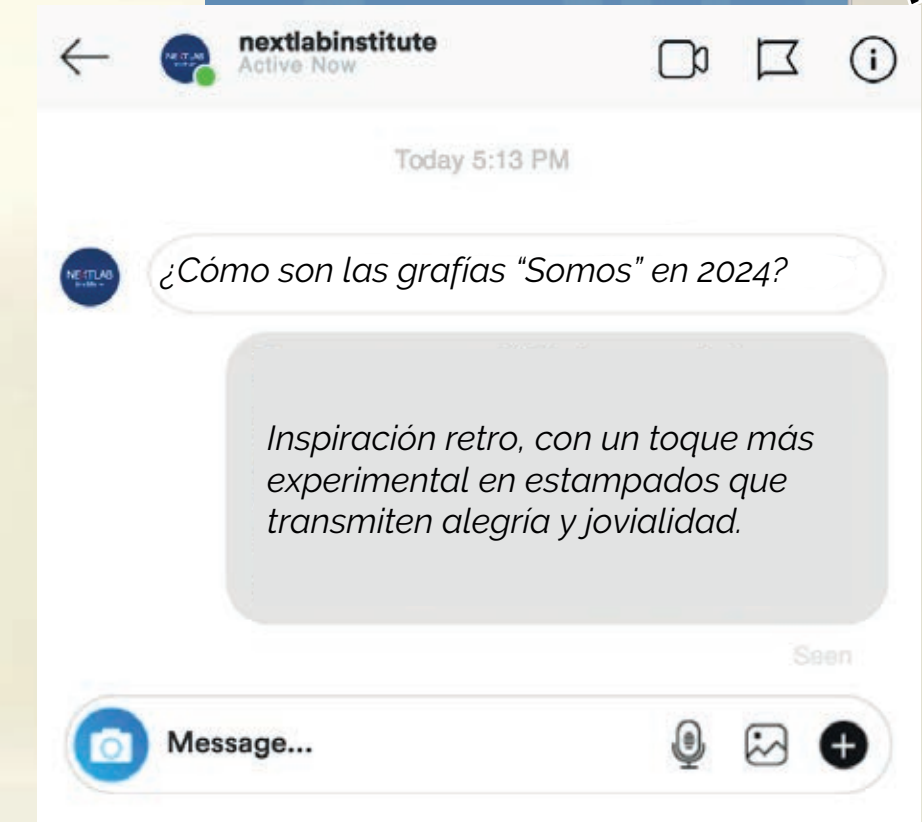 nextlabinstitute
Active Now
Today 5:13 PM
NEXTLAB
¿Cómo son las grafías “Somos” en 2024?
Inspiración retro, con un toque más
experimental en estampados que
transmiten alegría y jovialidad.
Seen
Message...